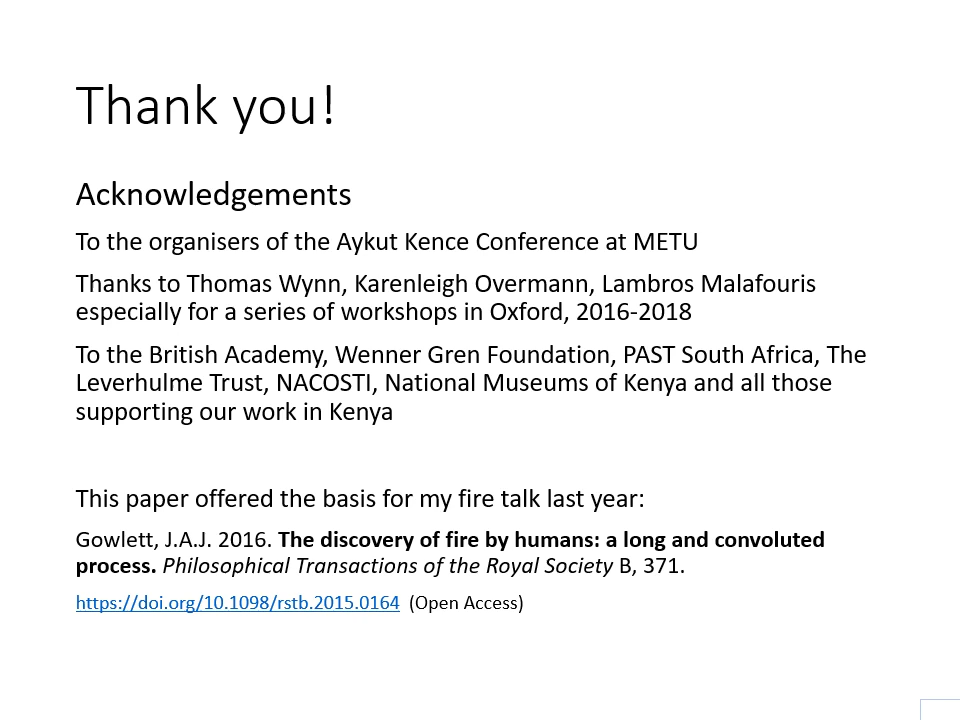 Thank you!
Acknowledgements
To the organisers of the Aykut Kence Conference at METU
Thanks to Thomas Wynn, Karenleigh Overmann, Lambros Malafouris
especially for a series of workshops in Oxford, 2016-2018
To the British Academy, Wenner Gren Foundation, PAST South Africa, The
Leverhulme Trust, NACOSTI, National Museums of Kenya and all those
supporting our work in Kenya
This paper offered the basis for my fire talk last year:
Gowlett, J.A.J. 2016. The discovery of fire by humans: a long and convoluted
process. Philosophical Transactions of the Royal Society B, 371.
https://doi.org/10.1098/rstb.2015.0164 (Open Access)